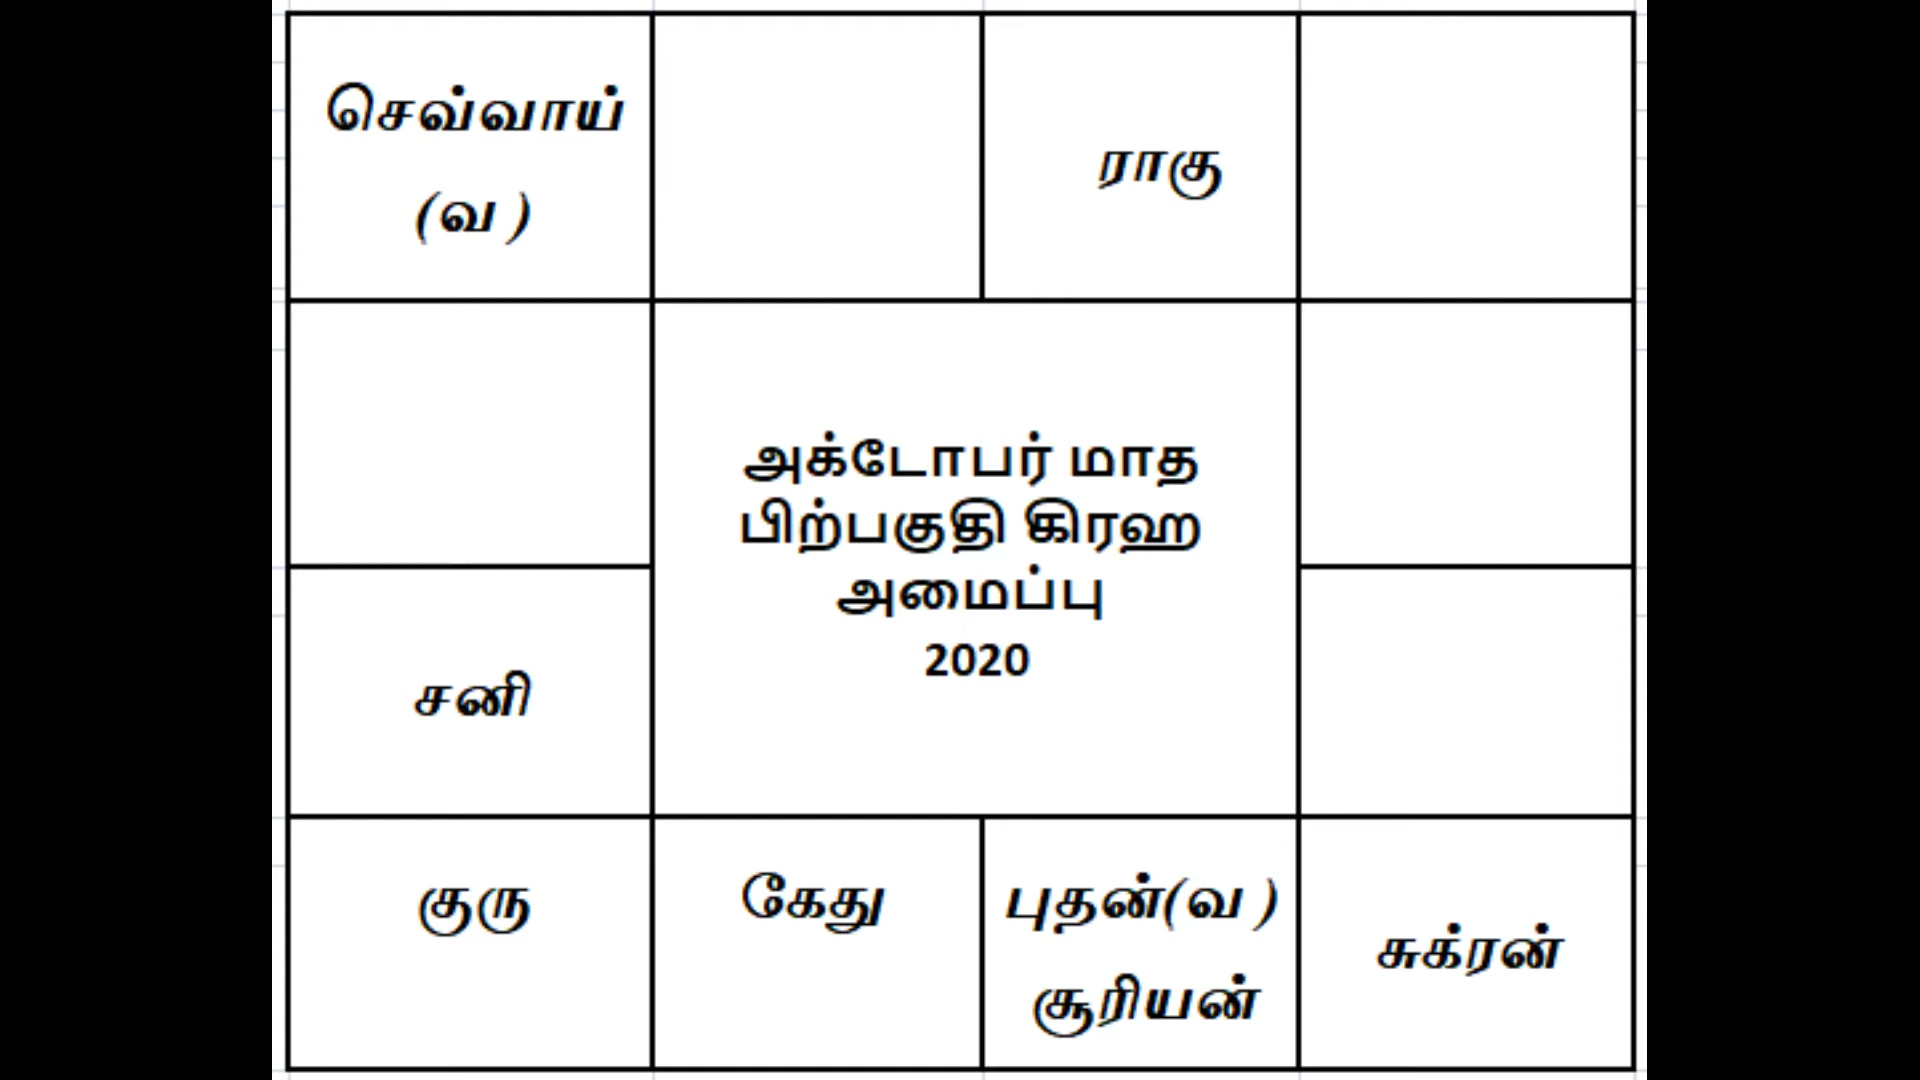 செவ்வாய்
(வ )
ராகு
அக்டோபர் மாத
பிற்பகுதி கிரஹ
அமைப்பு
2020
சனி
குரு
கேது
புதன்(வ )
சூரியன்
சுக்ரன்